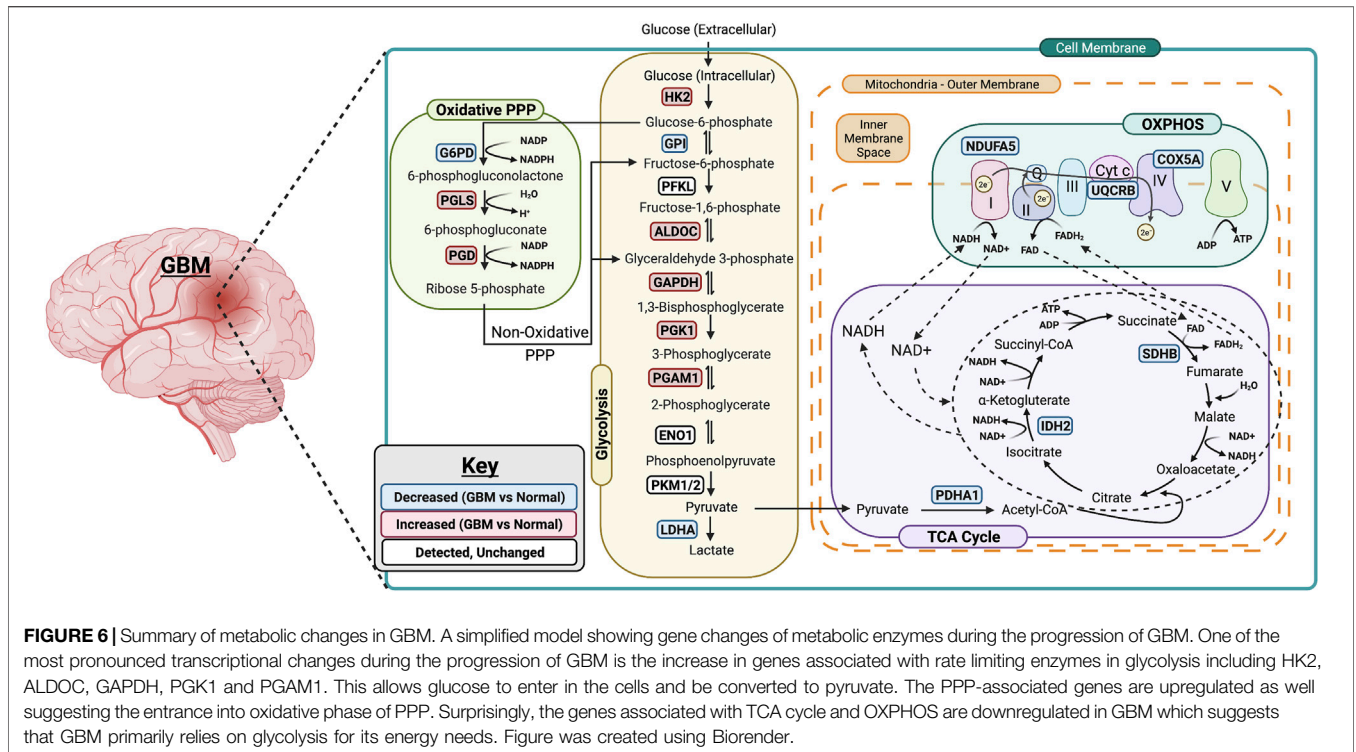 Glucose (Extracellular)
Cell Membrane
Glucose (Intracellular)
HK2
Glucose-6-phosphate
GPI
Fructose-6-phosphate
PFKL
Fructose-1,6-phosphate
ALDOC
Glyceraldehyde 3-phosphate
GAPDH
1,3-Bisphosphoglycerate
PGK1
3-Phosphoglycerate
PGAM1
2-Phosphoglycerate
ENO1
Phosphoenolpyruvate
PKM1/2
Pyruvate
LDHA
Lactate
Glycolysis
Oxidative PPP
G6PD
NADP
NADPH
6-phosphogluconolactone
PGLS
H₂O
H⁺
6-phosphogluconate
PGD
NADP
NADPH
Ribose 5-phosphate
Non-Oxidative
PPP
GBM
Key
Decreased (GBM vs Normal)
Increased (GBM vs Normal)
Detected, Unchanged
Mitochondria - Outer Membrane
Inner
Membrane
Space
OXPHOS
NDUFA5
COX5A
Cyt c
UQCRB
Q
2e⁻
2e⁻
2e⁻
I
II
III
IV
V
NADH
NAD+
FAD
FADH₂
ADP
ATP
NADH
NAD+
ATP
ADP
Succinate
FAD
FADH₂
SDHB
Succinyl-CoA
Fumarate
NADH
NAD+
H₂O
α-Ketogluterate
Malate
NADH
NAD+
IDH2
NAD+
NADH
Isocitrate
Oxaloacetate
Citrate
Pyruvate
PDHA1
Acetyl-CoA
TCA Cycle
FIGURE 6 | Summary of metabolic changes in GBM. A simplified model showing gene changes of metabolic enzymes during the progression of GBM. One of the
most pronounced transcriptional changes during the progression of GBM is the increase in genes associated with rate limiting enzymes in glycolysis including HK2,
ALDOC, GAPDH, PGK1 and PGAM1. This allows glucose to enter in the cells and be converted to pyruvate. The PPP-associated genes are upregulated as well
suggesting the entrance into oxidative phase of PPP. Surprisingly, the genes associated with TCA cycle and OXPHOS are downregulated in GBM which suggests
that GBM primarily relies on glycolysis for its energy needs. Figure was created using Biorender.